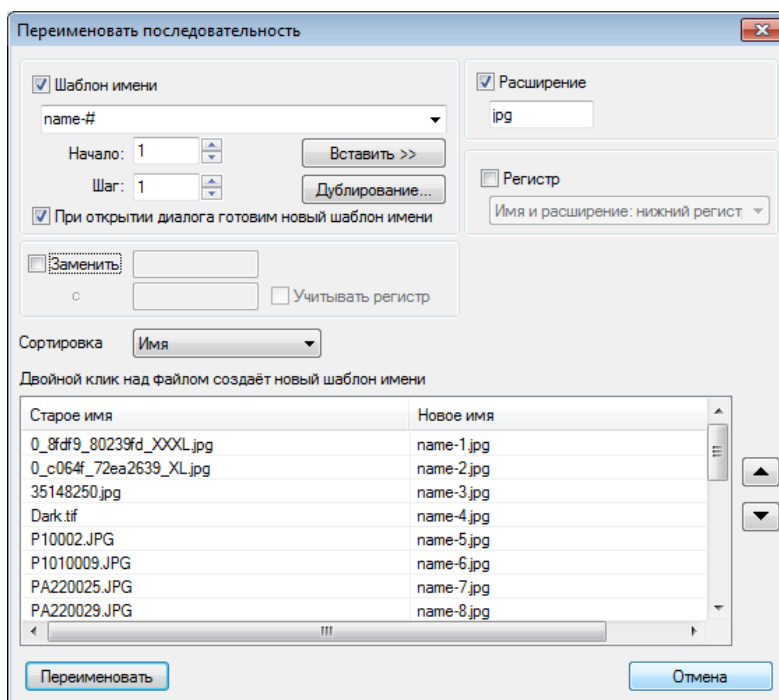 Переименовать последовательность
Шаблон имени
name-#
Начало: 1
Вставить >>
Шаг: 1
Дублирование...
При открытии диалога готовим новый шаблон имени
Расширение
jpg
Регистр
Имя и расширение: нижний регист
Заменить
с
Учитывать регистр
Сортировка Имя
Двойной клик над файлом создаёт новый шаблон имени
Старое имя Новое имя
0_8fdf9_80239fd_XXXL.jpg name-1.jpg
0_c064f_72ea2639_XL.jpg name-2.jpg
35148250.jpg name-3.jpg
Dark.tif name-4.jpg
P10002.JPG name-5.jpg
P1010009.JPG name-6.jpg
PA220025.JPG name-7.jpg
PA220029.JPG name-8.jpg
Переименовать Отмена